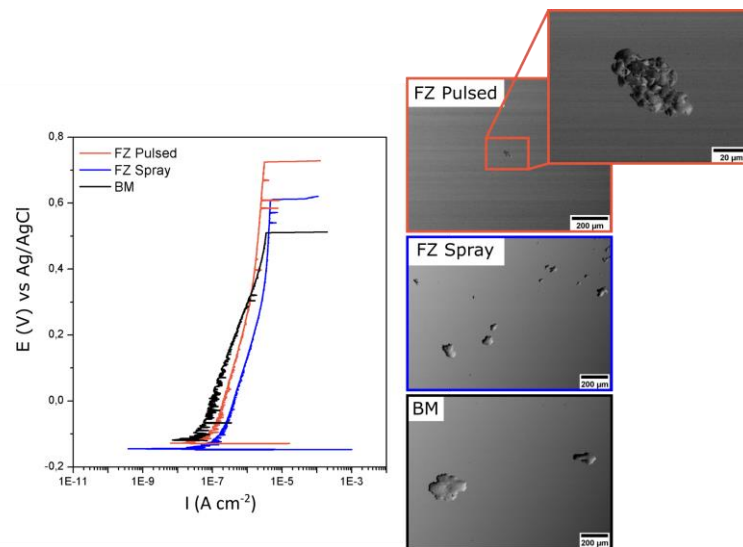 FZ Pulsed
20 µm
200 µm
0,8
0,6
0,4
0,2
0,0
-0,2
E (V) vs Ag/AgCl
FZ Pulsed
FZ Spray
BM
1E-11
1E-9
1E-7
1E-5
1E-3
I (A cm⁻²)
FZ Spray
200 µm
BM
200 µm